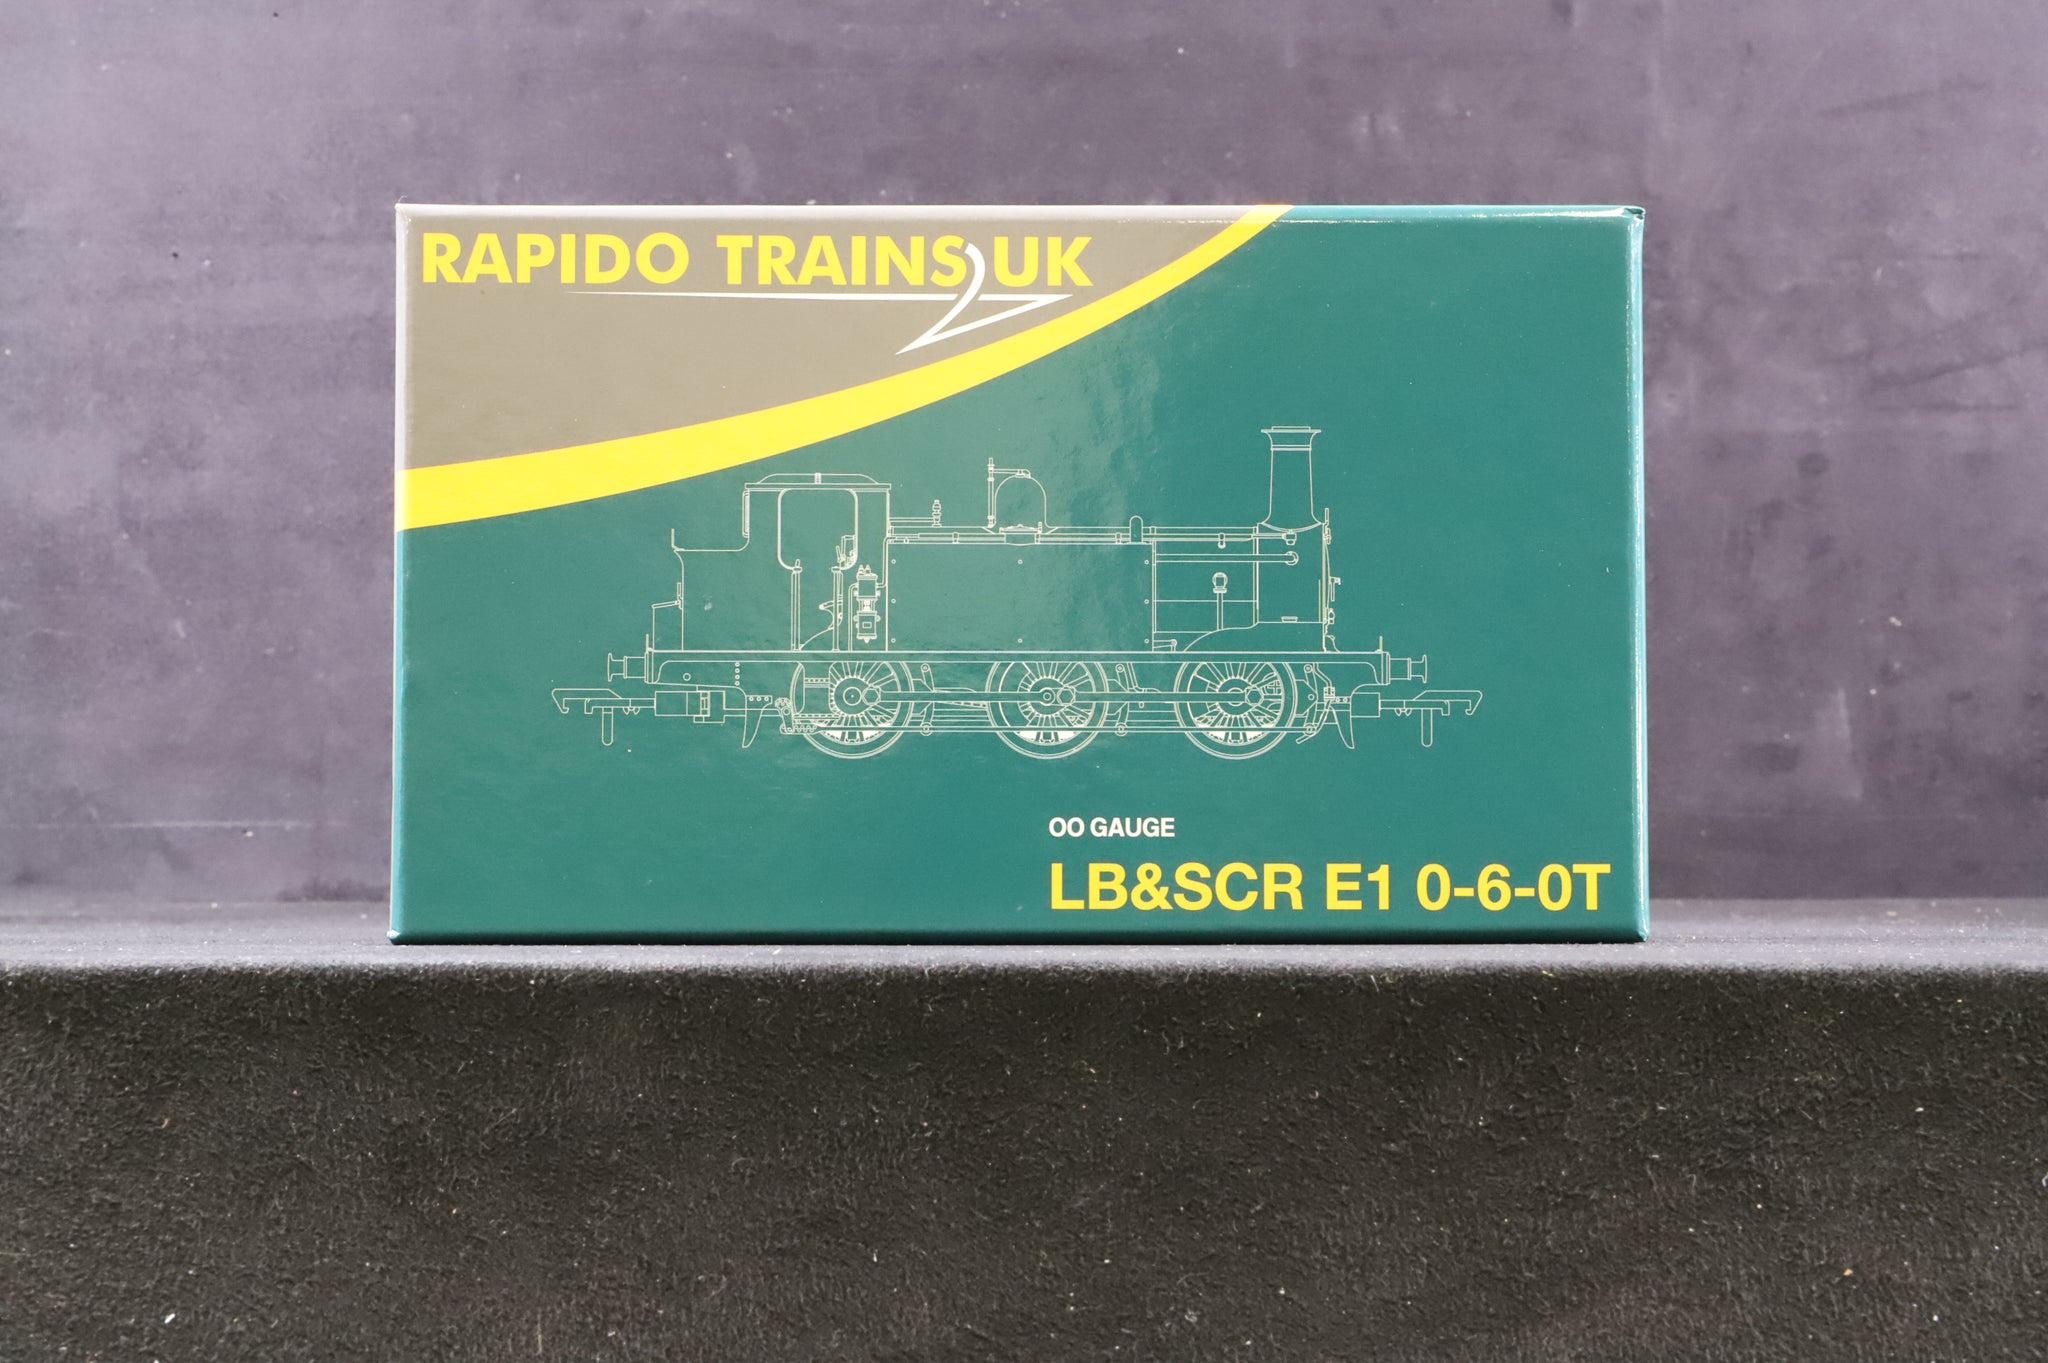 RAPIDO TRAINS UK
OO GAUGE
LB&SCR E1 0-6-0T